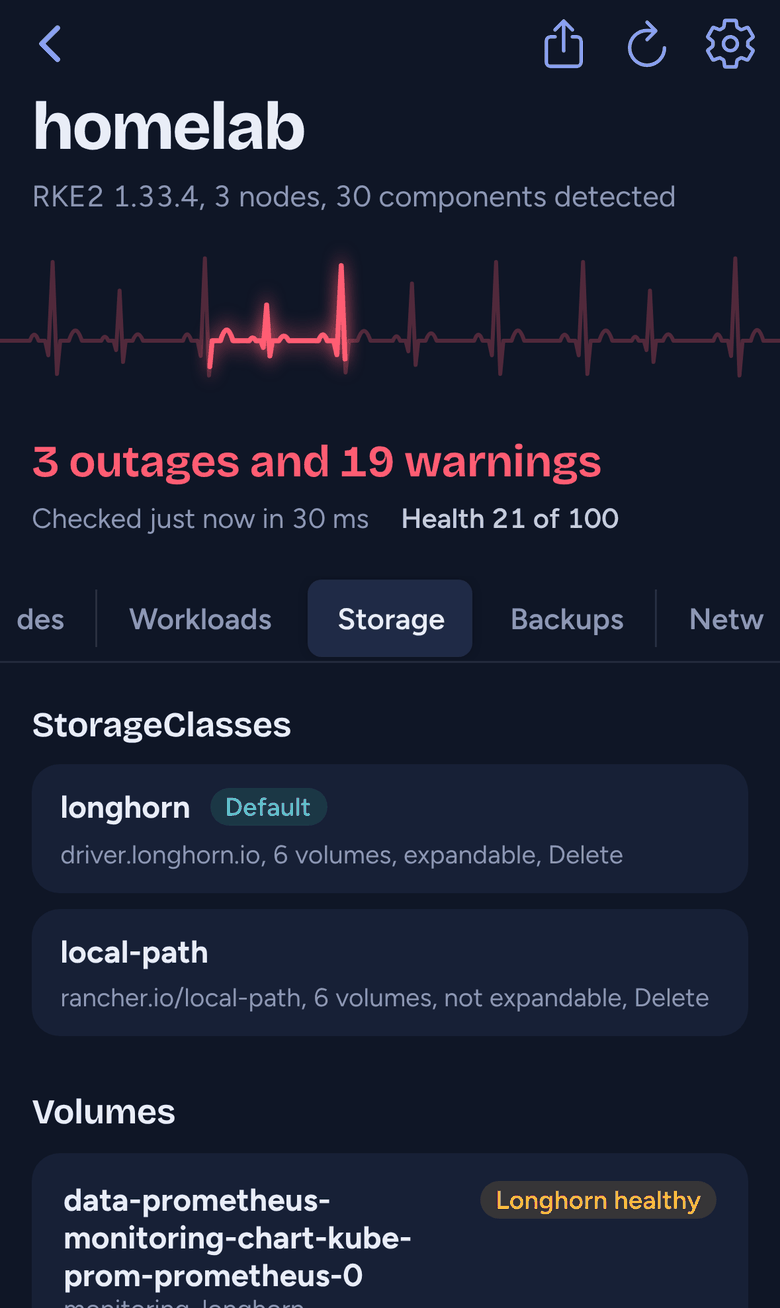 homelab
RKE2 1.33.4, 3 nodes, 30 components detected
3 outages and 19 warnings
Checked just now in 30 ms Health 21 of 100
des Workloads Storage Backups Netw
StorageClasses
longhorn Default
driver.longhorn.io, 6 volumes, expandable, Delete
local-path
rancher.io/local-path, 6 volumes, not expandable, Delete
Volumes
data-prometheus- Longhorn healthy
monitoring-chart-kube-
prom-prometheus-0
monitoring, longhorn